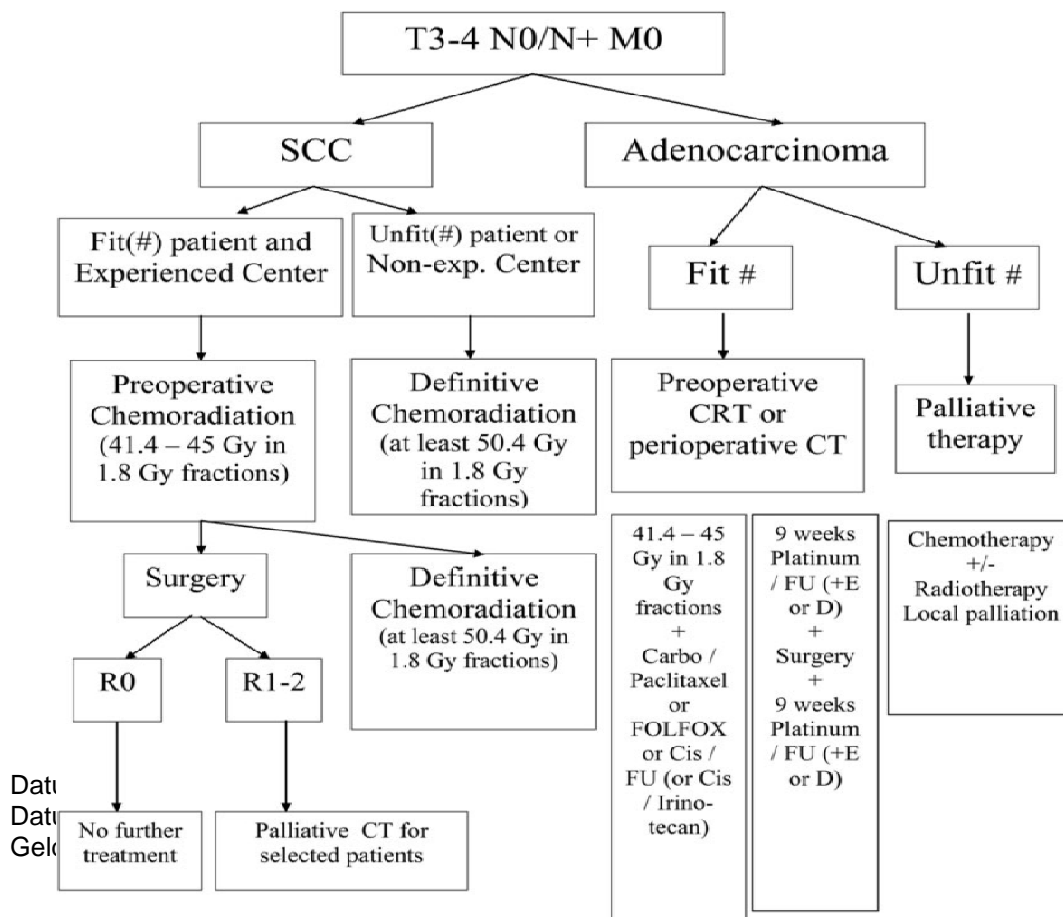 T3-4 N0/N+ M0
SCC
Adenocarcinoma
Fit(#) patient and
Experienced Center
Unfit(#) patient or
Non-exp. Center
Fit #
Unfit #
Preoperative
Chemoradiation
(41.4 – 45 Gy in
1.8 Gy fractions)
Definitive
Chemoradiation
(at least 50.4 Gy
in 1.8 Gy
fractions)
Preoperative
CRT or
perioperative CT
Palliative
therapy
Surgery
Definitive
Chemoradiation
(at least 50.4 Gy in
1.8 Gy fractions)
41.4 – 45
Gy in 1.8
Gy
fractions
+
Carbo /
Paclitaxel
or
FOLFOX
or Cis /
FU (or Cis
/ Irino-
tecan)
9 weeks
Platinum
/ FU (+E
or D)
+
Surgery
+
9 weeks
Platinum
/ FU (+E
or D)
Chemotherapy
+/-
Radiotherapy
Local palliation
R0
R1-2
No further
treatment
Palliative CT for
selected patients